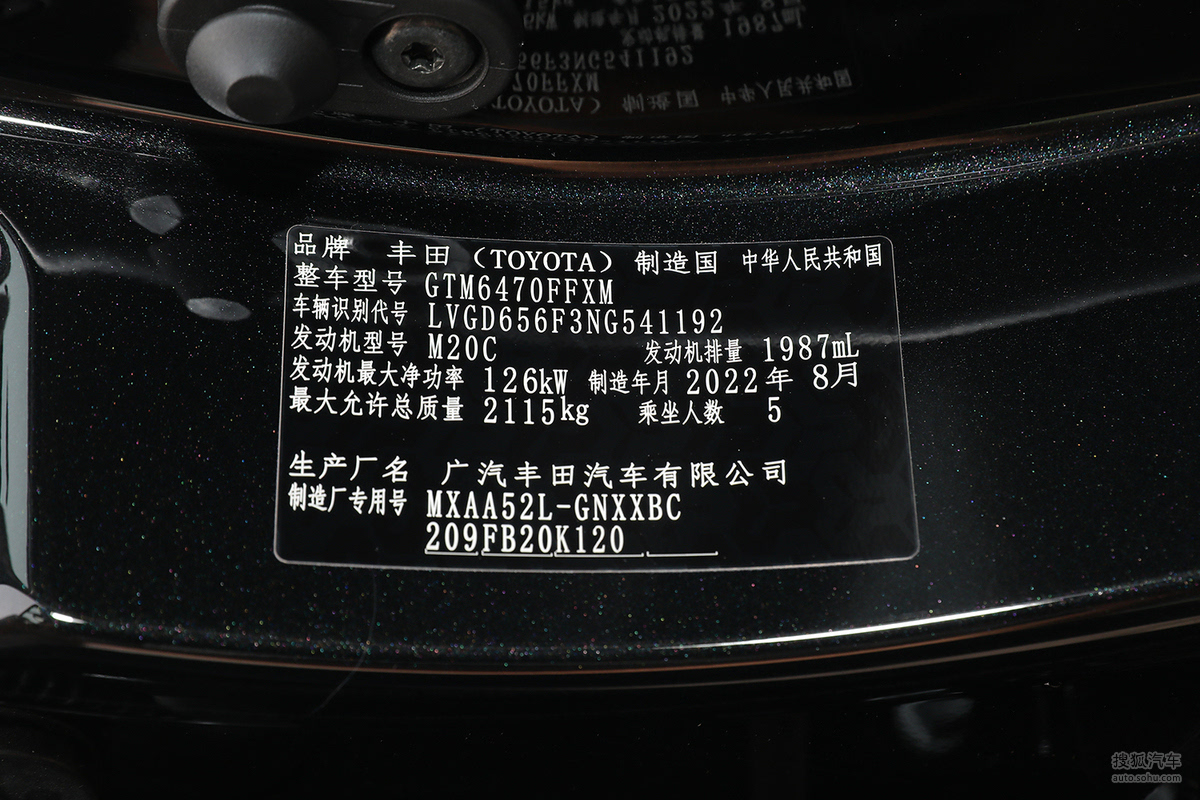 品牌 丰田（TOYOTA） 制造国 中华人民共和国
整车型号 GTM6470FFXM
车辆识别代号 LVGD656F3NG541192
发动机型号 M20C 发动机排量 1987mL
发动机最大净功率 126kW 制造年月 2022年 8月
最大允许总质量 2115kg 乘坐人数 5
生产厂名 广汽丰田汽车有限公司
制造厂专用号 MXAA52L-GNXXBC
209FB20K120
搜狐汽车
auto.sohu.com